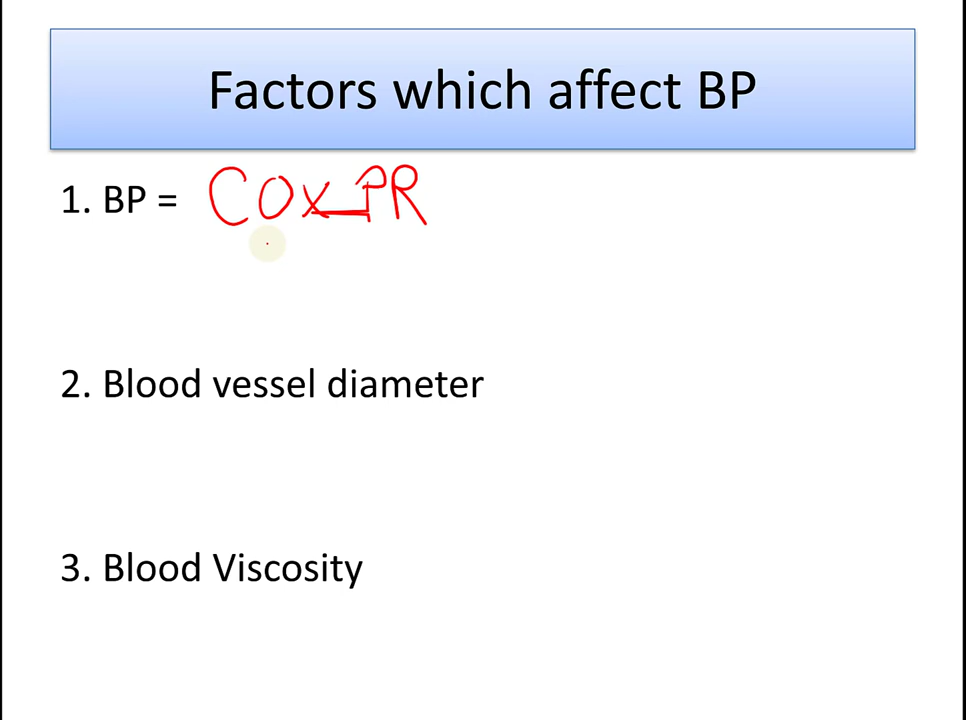 Factors which affect BP
1. BP = CO x PR
2. Blood vessel diameter
3. Blood Viscosity